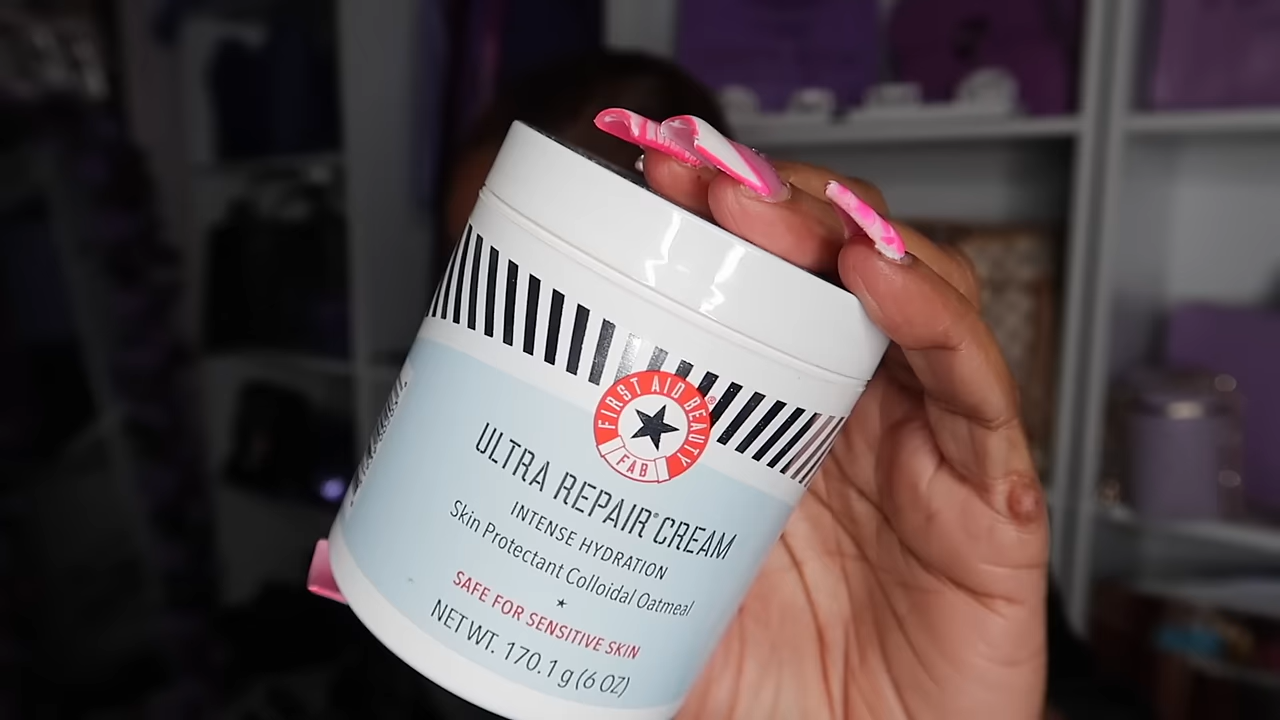 FIRST AID BEAUTY
FAB
®
ULTRA REPAIR® CREAM
INTENSE HYDRATION
Skin Protectant Colloidal Oatmeal
SAFE FOR SENSITIVE SKIN
NET WT. 170.1 g (6 OZ)